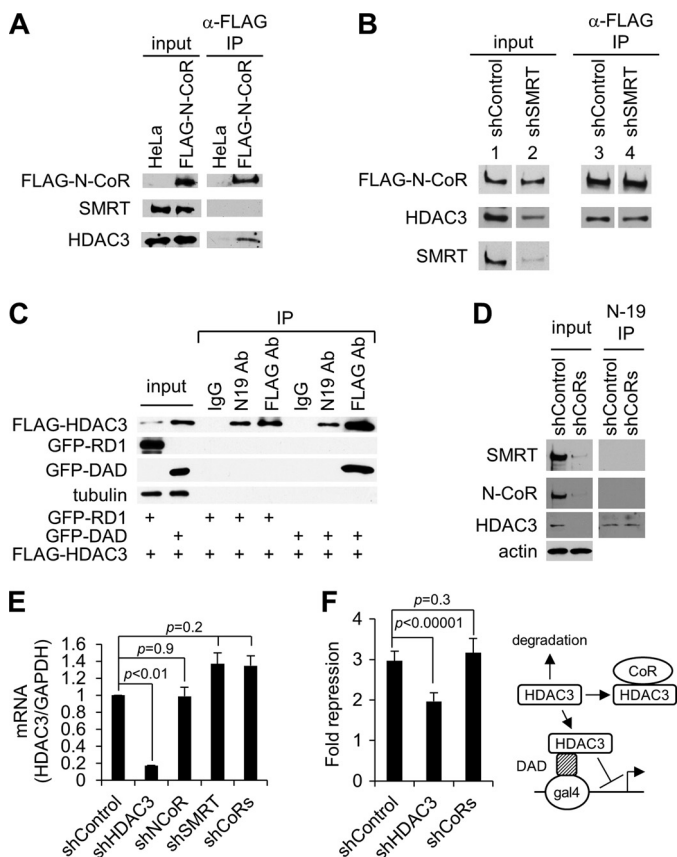 A
input
α-FLAG
IP
HeLa
FLAG-N-CoR
HeLa
FLAG-N-CoR
FLAG-N-CoR
SMRT
HDAC3
B
input
α-FLAG
IP
shControl
shSMRT
shControl
shSMRT
1 2 3 4
FLAG-N-CoR
HDAC3
SMRT
C
IP
input
IgG
N19 Ab
FLAG Ab
IgG
N19 Ab
FLAG Ab
FLAG-HDAC3
GFP-RD1
GFP-DAD
tubulin
GFP-RD1 + + + +
GFP-DAD + + + +
FLAG-HDAC3 + + + + + + + +
D
input
N-19
IP
shControl
shCoRs
shControl
shCoRs
SMRT
N-CoR
HDAC3
actin
E
mRNA
(HDAC3/GAPDH)
1.6
1.4
1.2
1
0.8
0.6
0.4
0.2
0
p=0.2
p=0.9
p<0.01
shControl
shHDAC3
shNCoR
shSMRT
shCoRs
F
Fold repression
4
3
2
1
0
p=0.3
p<0.00001
shControl
shHDAC3
shCoRs
degradation
CoR
HDAC3
HDAC3
HDAC3
DAD
gal4